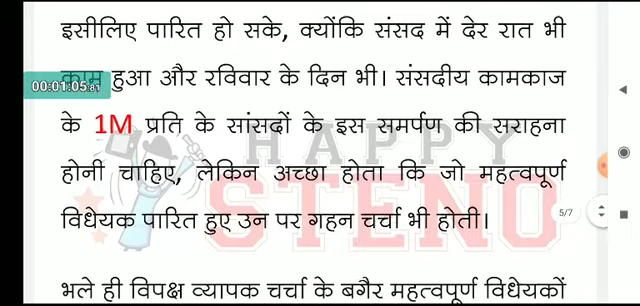 इसीलिए पारित हो सके, क्योंकि संसद में देर रात भी
00:01:05.81
काम हुआ और रविवार के दिन भी। संसदीय कामकाज
के 1M प्रति के सांसदों के इस समर्पण की सराहना
होनी चाहिए, लेकिन अच्छा होता कि जो महत्वपूर्ण
विधेयक पारित हुए उन पर गहन चर्चा भी होती।
5/7
HAPPY
STENO
भले ही विपक्ष व्यापक चर्चा के बगैर महत्वपूर्ण विधेयकों